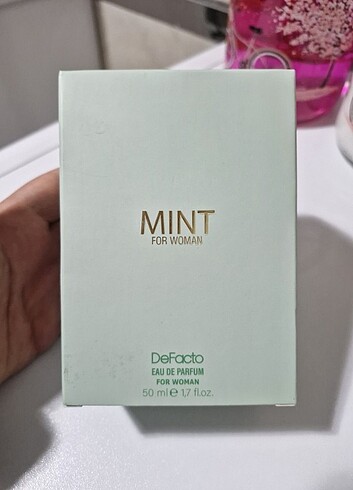 MINT
FOR WOMAN
DeFacto
EAU DE PARFUM
FOR WOMAN
50 ml e 1,7 fl.oz.